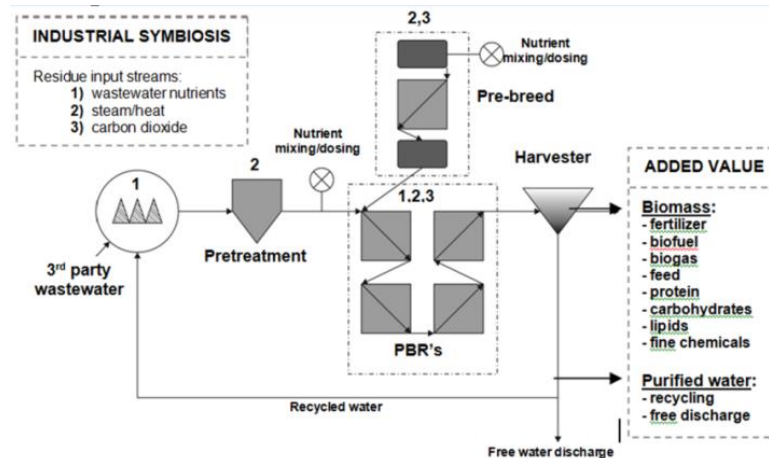 INDUSTRIAL SYMBIOSIS
Residue input streams:
1) wastewater nutrients
2) steam/heat
3) carbon dioxide
2,3
Nutrient
mixing/dosing
Pre-breed
Nutrient
mixing/dosing
1
2
3rd party
wastewater
Pretreatment
1,2,3
PBR's
Harvester
Recycled water
Free water discharge
ADDED VALUE
Biomass:
- fertilizer
- biofuel
- biogas
- feed
- protein
- carbohydrates
- lipids
- fine chemicals
Purified water:
- recycling
- free discharge